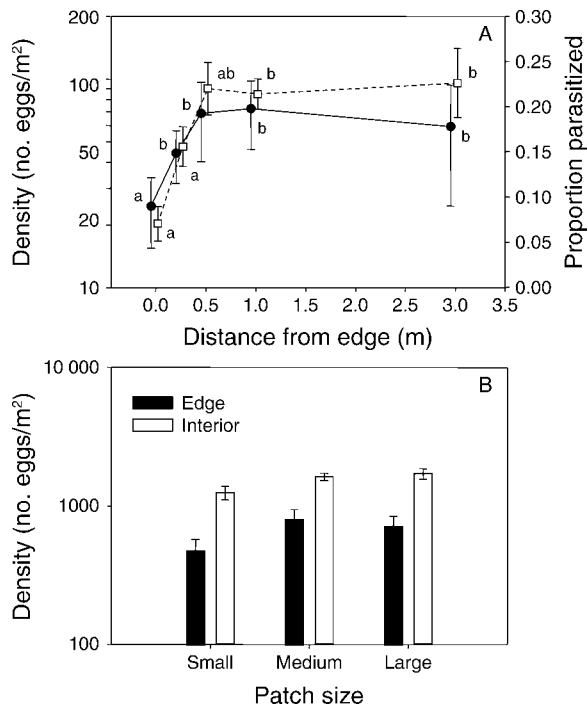 A
Density (no. eggs/m²)
200
100
50
20
10
Proportion parasitized
0.30
0.25
0.20
0.15
0.10
0.05
0.00
a
b
b
ab
b
b
b
b
a
a
0.0 0.5 1.0 1.5 2.0 2.5 3.0 3.5
Distance from edge (m)
B
Density (no. eggs/m²)
10 000
1000
100
Edge
Interior
Small Medium Large
Patch size